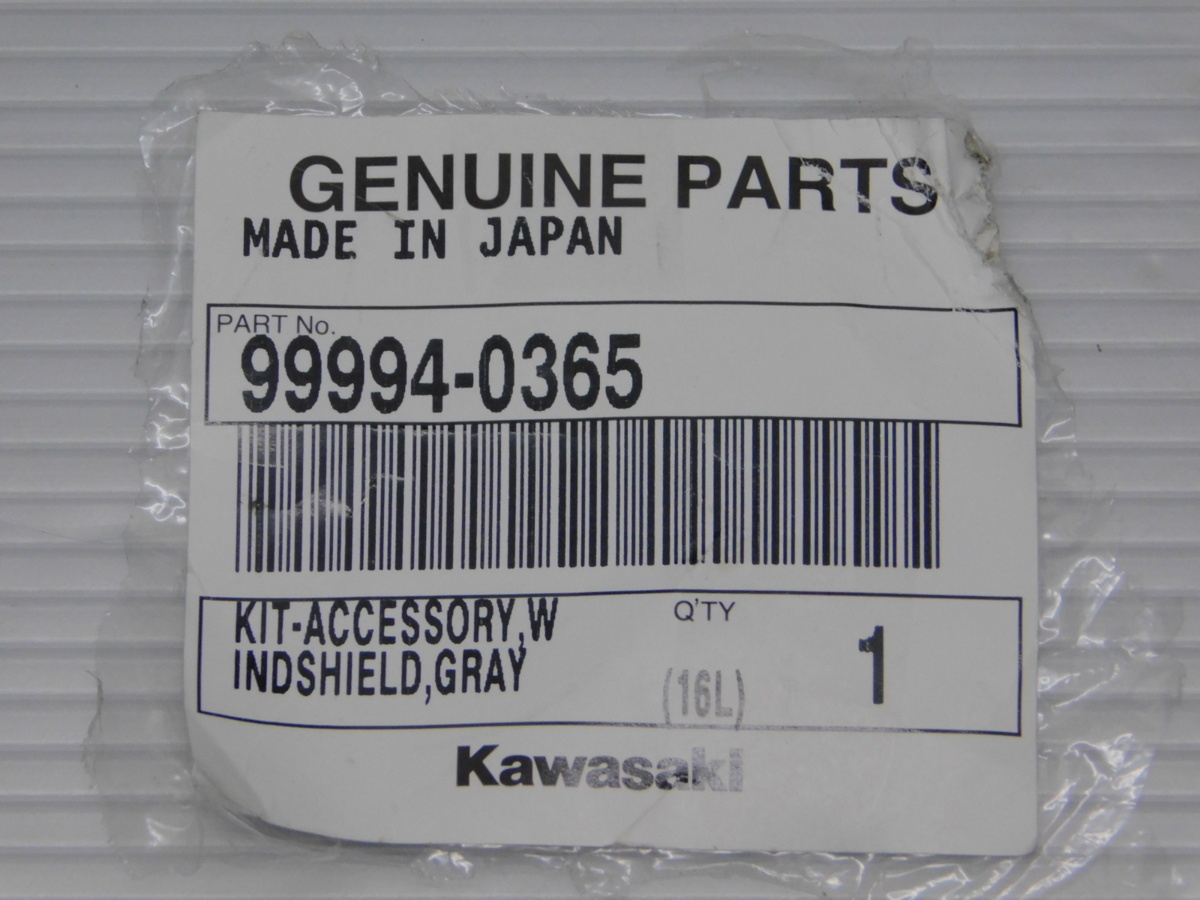 GENUINE PARTS
MADE IN JAPAN
PART No.
99994-0365
KIT-ACCESSORY,W
INDSHIELD,GRAY
Q'TY
(16L)
1
Kawasaki